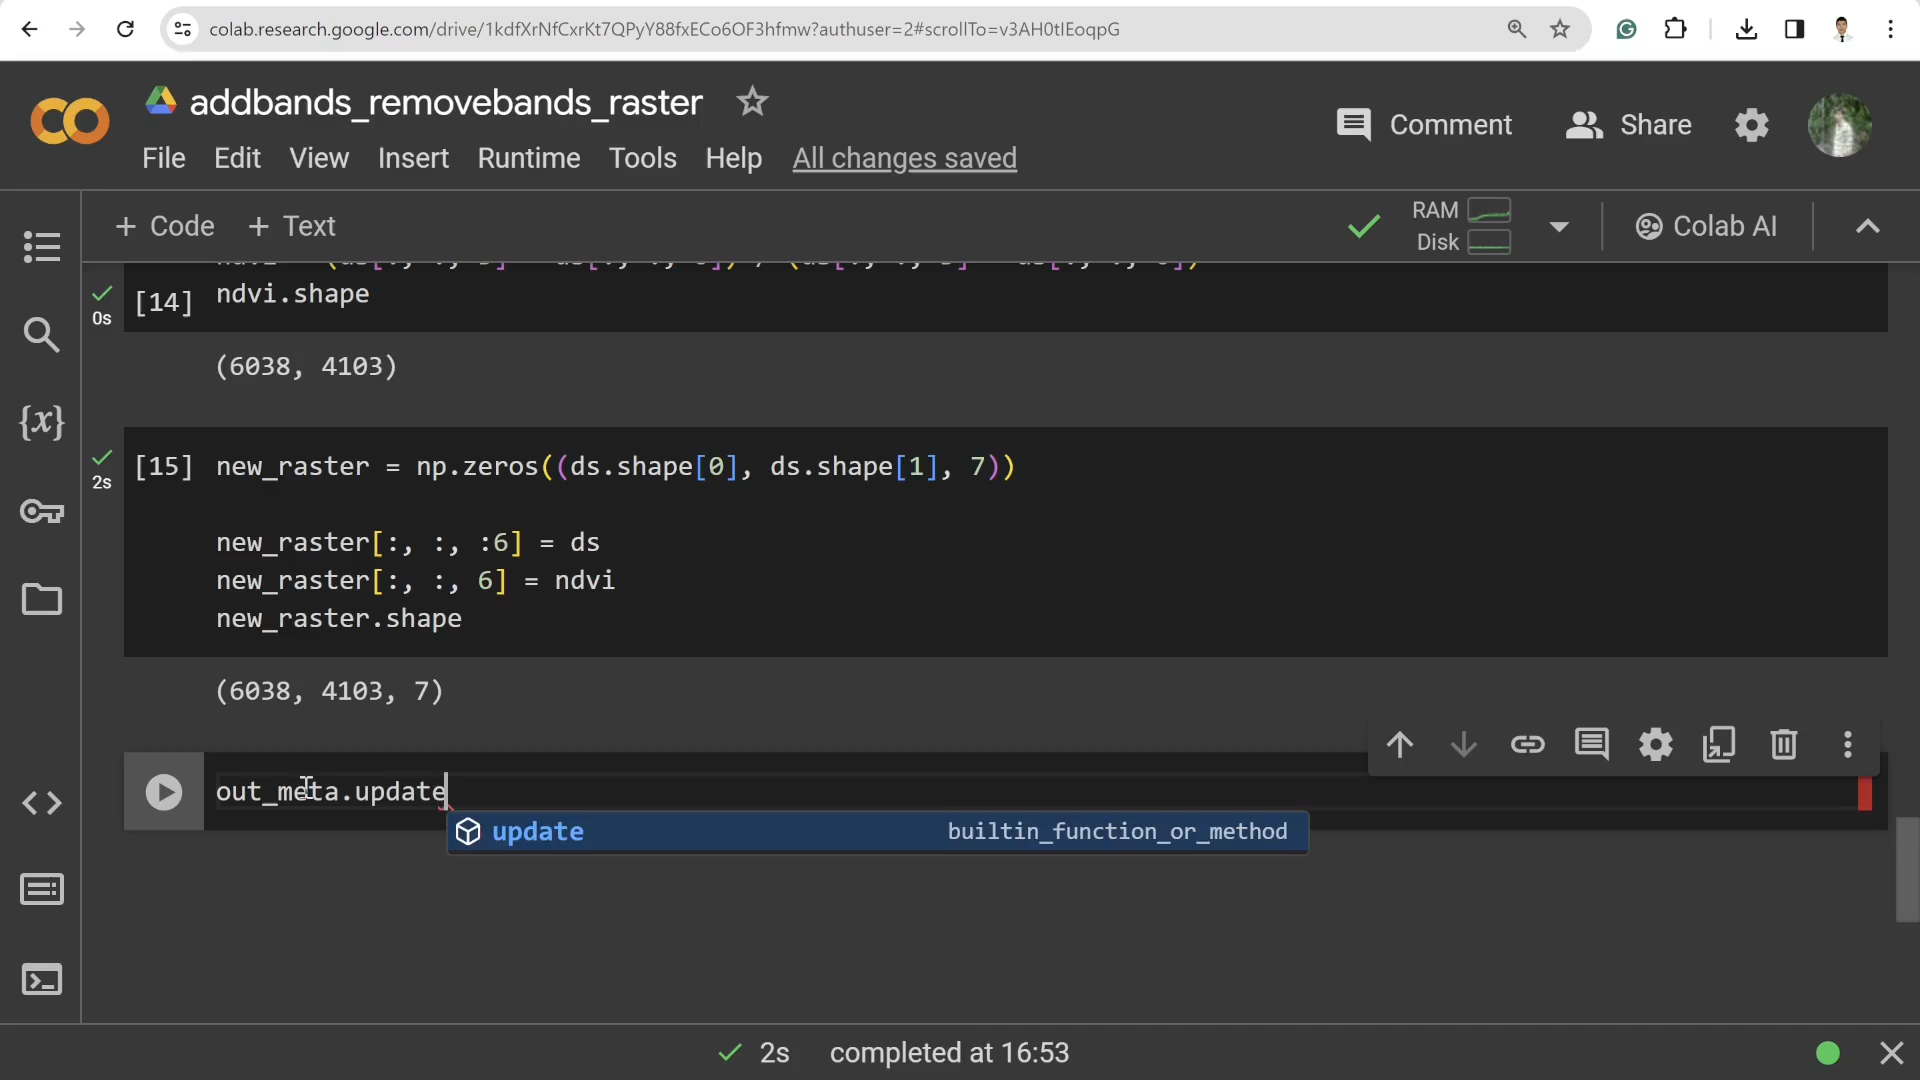 colab.research.google.com/drive/1kdfXrNfCxrKt7QPyY88fxECo6OF3hfmw?authuser=2#scrollTo=v3AH0tIEoqpG
addbands_removebands_raster
Comment Share
File Edit View Insert Runtime Tools Help All changes saved
+ Code + Text
RAM
Disk
Colab AI
[14] ndvi.shape
0s
(6038, 4103)
[15] new_raster = np.zeros((ds.shape[0], ds.shape[1], 7))
2s
new_raster[:, :, :6] = ds
new_raster[:, :, 6] = ndvi
new_raster.shape
(6038, 4103, 7)
out_meta.update
update builtin_function_or_method
2s completed at 16:53